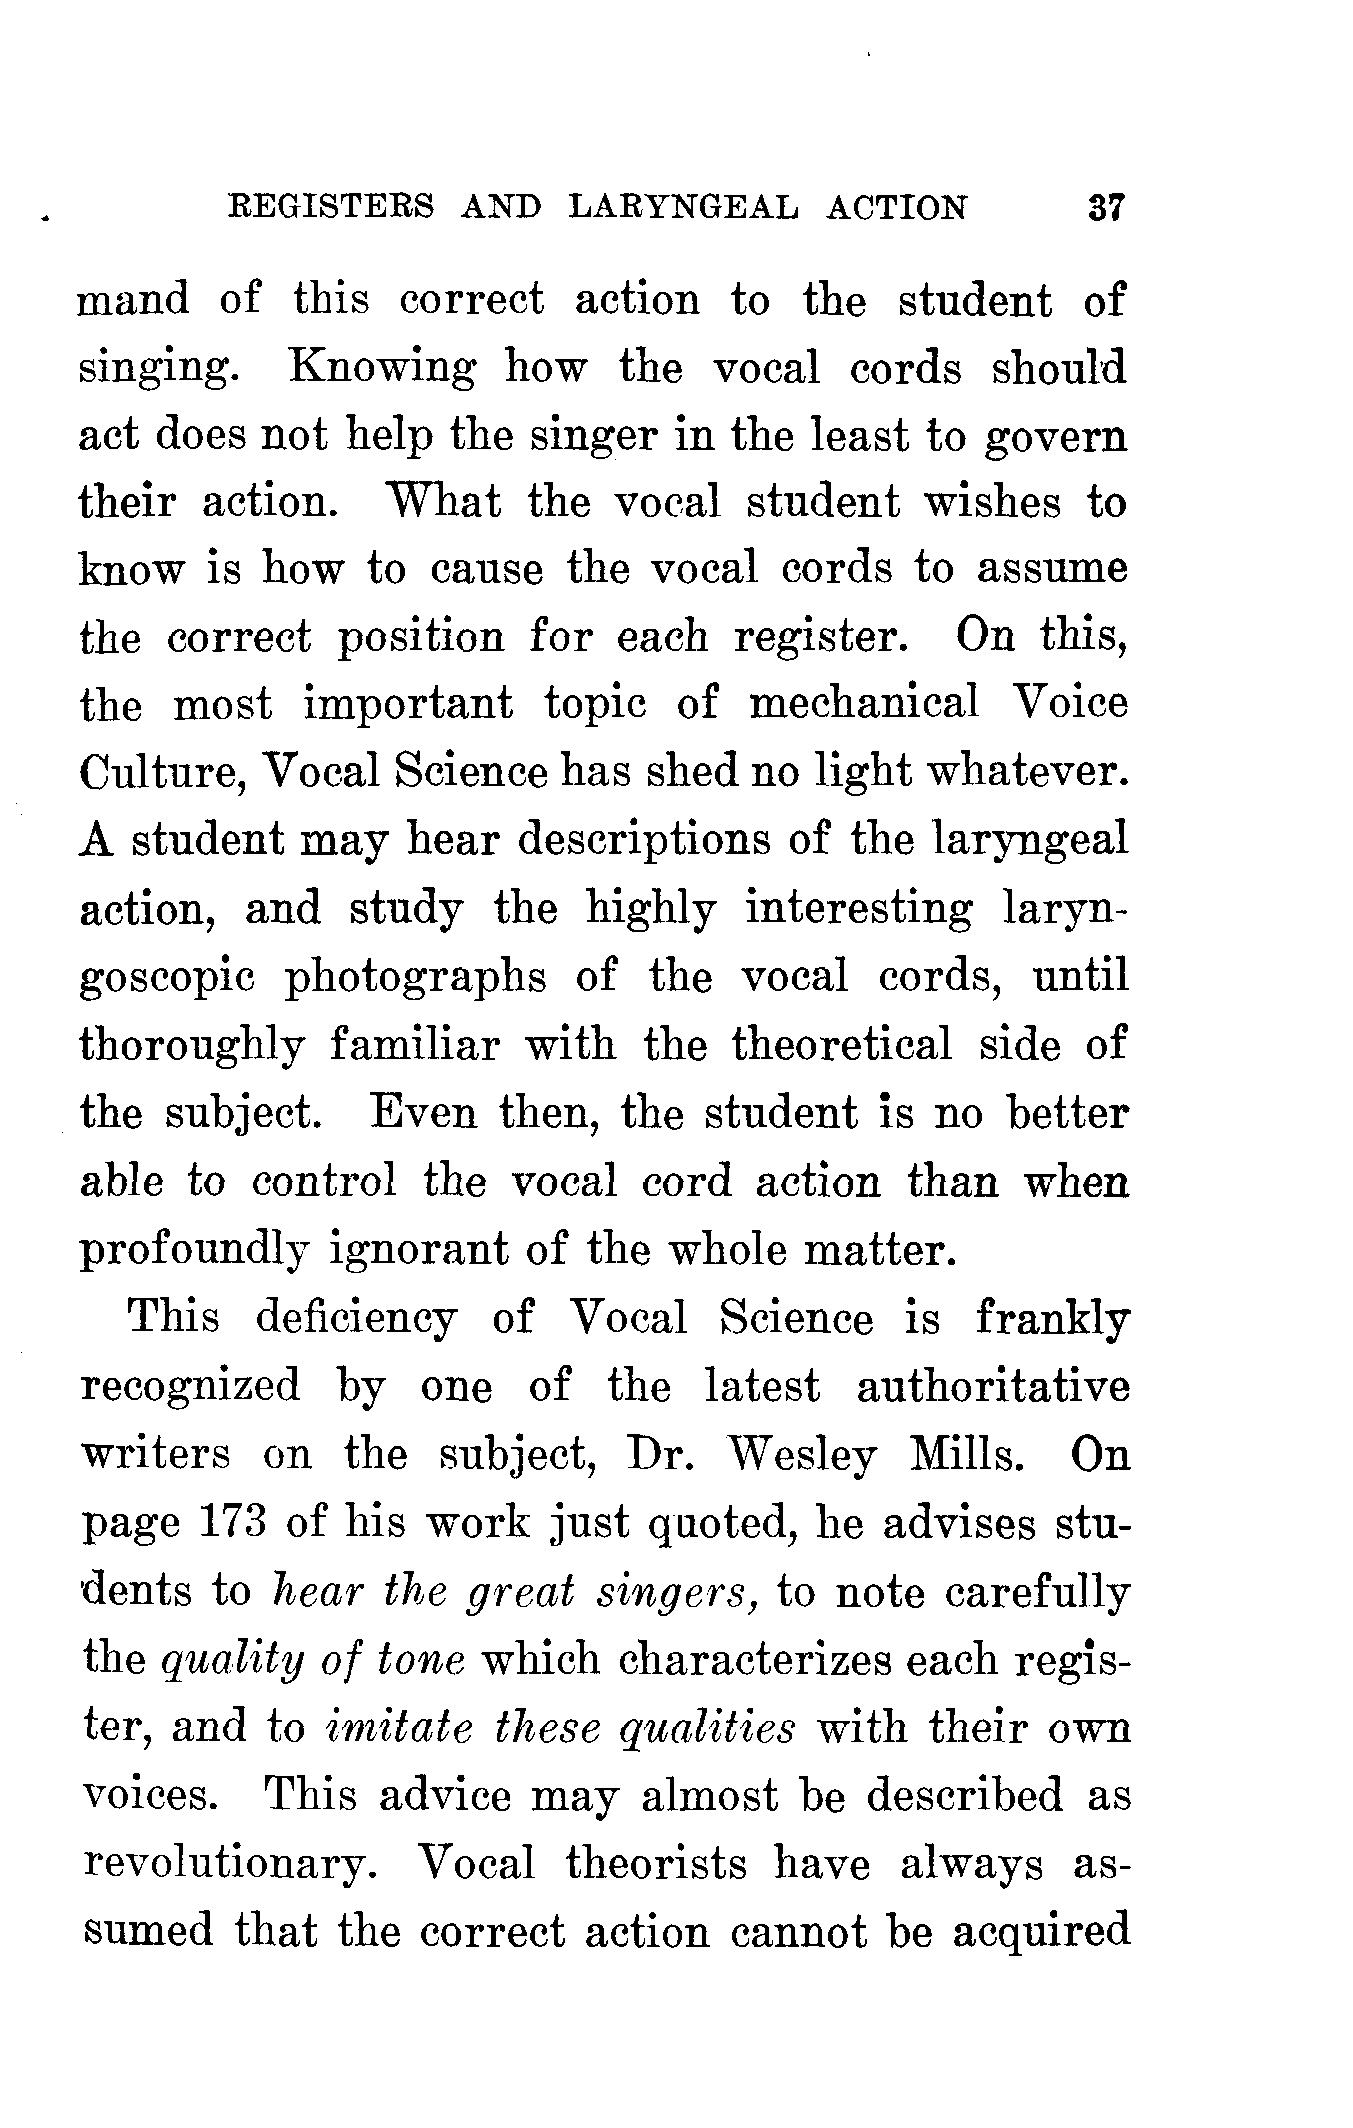 REGISTERS AND LARYNGEAL ACTION 37
mand of this correct action to the student of
singing. Knowing how the vocal cords should
act does not help the singer in the least to govern
their action. What the vocal student wishes to
know is how to cause the vocal cords to assume
the correct position for each register. On this,
the most important topic of mechanical Voice
Culture, Vocal Science has shed no light whatever.
A student may hear descriptions of the laryngeal
action, and study the highly interesting laryn-
goscopic photographs of the vocal cords, until
thoroughly familiar with the theoretical side of
the subject. Even then, the student is no better
able to control the vocal cord action than when
profoundly ignorant of the whole matter.
This deficiency of Vocal Science is frankly
recognized by one of the latest authoritative
writers on the subject, Dr. Wesley Mills. On
page 173 of his work just quoted, he advises stu-
dents to hear the great singers, to note carefully
the quality of tone which characterizes each regis-
ter, and to imitate these qualities with their own
voices. This advice may almost be described as
revolutionary. Vocal theorists have always as-
sumed that the correct action cannot be acquired